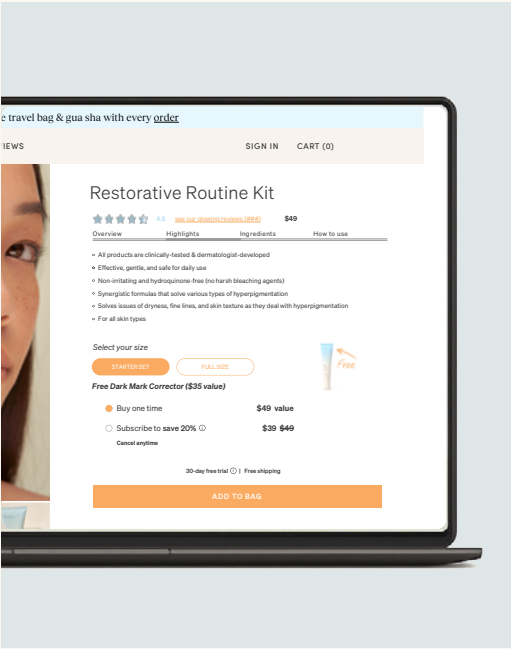 e travel bag & gua sha with every order
IEWS SIGN IN CART (0)
Restorative Routine Kit
4.5 see our glowing reviews (###) $49
Overview Highlights Ingredients How to use
All products are clinically-tested & dermatologist-developed
Effective, gentle, and safe for daily use
Non-irritating and hydroquinone-free (no harsh bleaching agents)
Synergistic formulas that solve various types of hyperpigmentation
Solves issues of dryness, fine lines, and skin texture as they deal with hyperpigmentation
For all skin types
Select your size
STARTER SET FULL SIZE
Free
Free Dark Mark Corrector ($35 value)
Buy one time $49 value
Subscribe to save 20% $39 $49
Cancel anytime
30-day free trial | Free shipping
ADD TO BAG